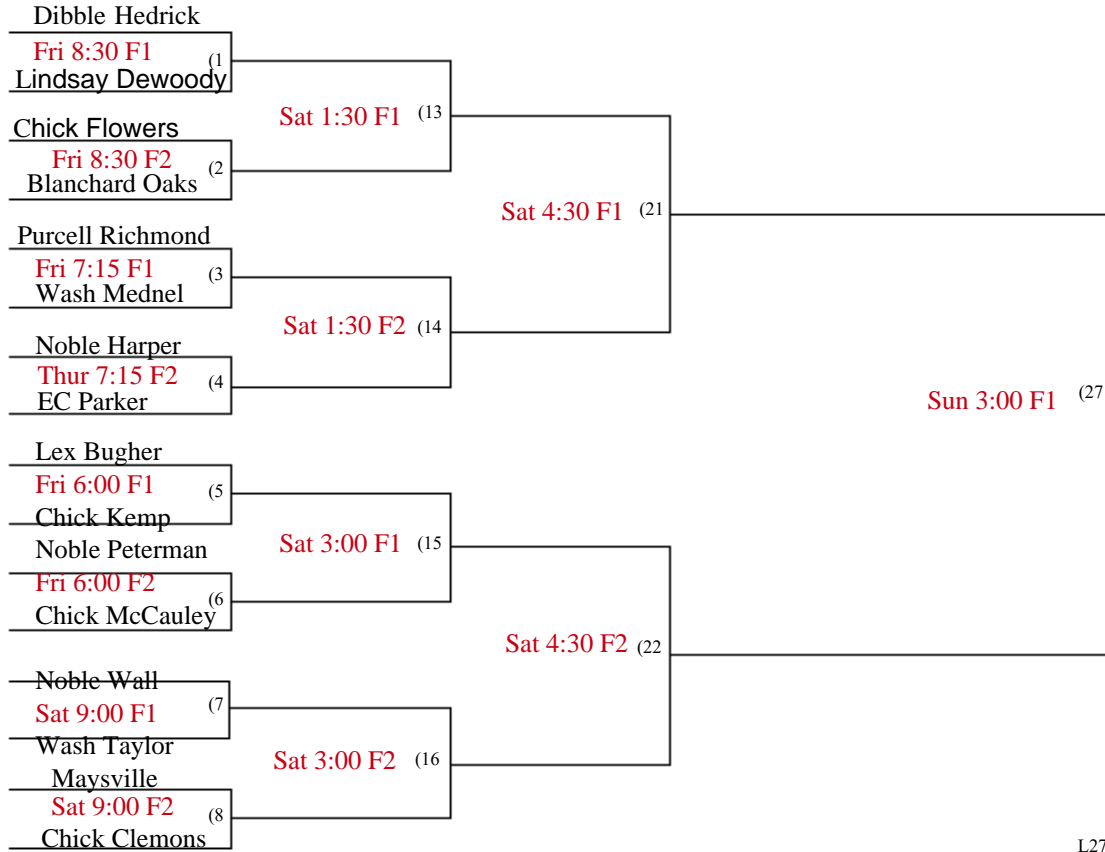 Dibble Hedrick
Fri 8:30 F1
(1
Lindsay Dewoody
Sat 1:30 F1
(13
Chick Flowers
Fri 8:30 F2
(2
Blanchard Oaks
Sat 4:30 F1
(21
Purcell Richmond
Fri 7:15 F1
(3
Wash Mednel
Sat 1:30 F2
(14
Noble Harper
Thur 7:15 F2
(4
EC Parker
Sun 3:00 F1
(27
Lex Bugher
Fri 6:00 F1
(5
Chick Kemp
Sat 3:00 F1
(15
Noble Peterman
Fri 6:00 F2
(6
Chick McCauley
Sat 4:30 F2
(22
Noble Wall
Sat 9:00 F1
(7
Wash Taylor
Sat 3:00 F2
(16
Maysville
Sat 9:00 F2
(8
Chick Clemons
L27